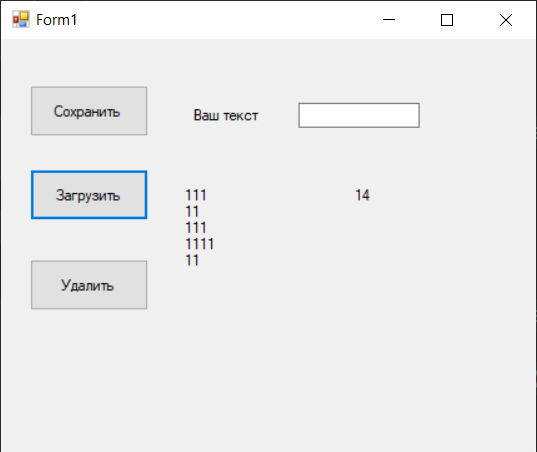 Form1
Сохранить
Ваш текст
Загрузить
111
14
11
111
1111
11
Удалить